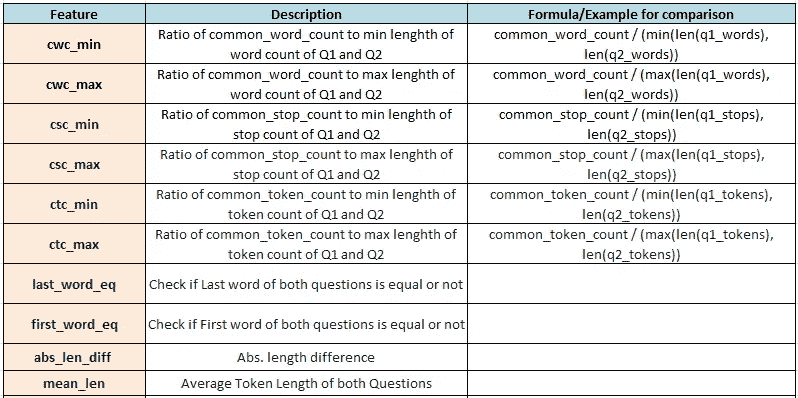 Feature Description Formula/Example for comparison
cwc_min
Ratio of common_word_count to min lenghth of
word count of Q1 and Q2
common_word_count / (min(len(q1_words),
len(q2_words))
cwc_max
Ratio of common_word_count to max lenghth of
word count of Q1 and Q2
common_word_count / (max(len(q1_words),
len(q2_words))
csc_min
Ratio of common_stop_count to min lenghth of
stop count of Q1 and Q2
common_stop_count / (min(len(q1_stops),
len(q2_stops))
csc_max
Ratio of common_stop_count to max lenghth of
stop count of Q1 and Q2
common_stop_count / (max(len(q1_stops),
len(q2_stops))
ctc_min
Ratio of common_token_count to min lenghth of
token count of Q1 and Q2
common_token_count / (min(len(q1_tokens),
len(q2_tokens))
ctc_max
Ratio of common_token_count to max lenghth of
token count of Q1 and Q2
common_token_count / (max(len(q1_tokens),
len(q2_tokens))
last_word_eq Check if Last word of both questions is equal or not
first_word_eq Check if First word of both questions is equal or not
abs_len_diff Abs. length difference
mean_len Average Token Length of both Questions